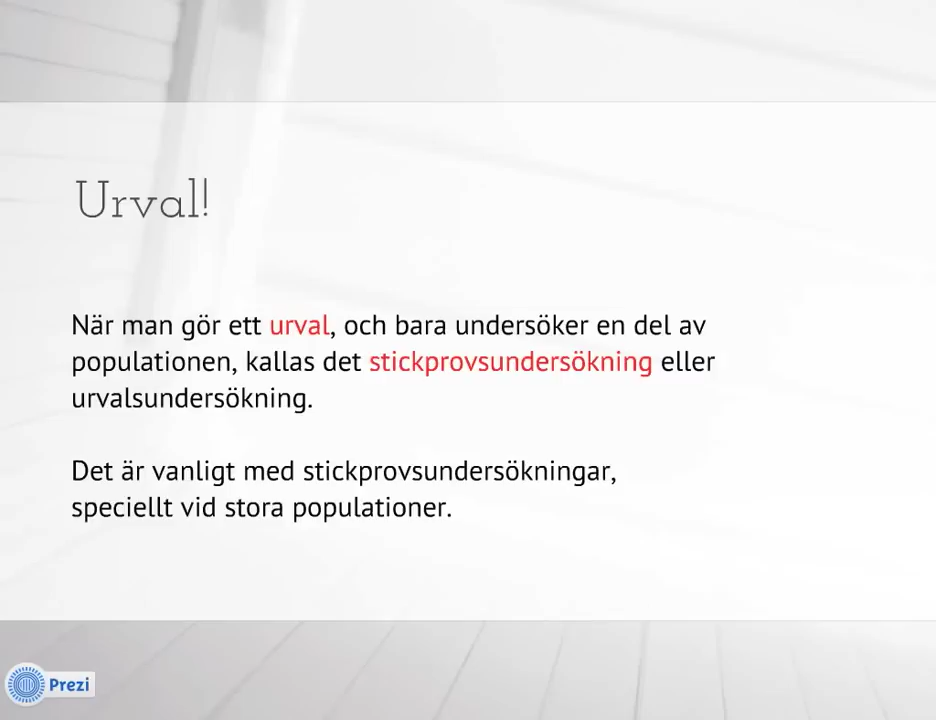 Urval!
När man gör ett urval, och bara undersöker en del av
populationen, kallas det stickprovsundersökning eller
urvalsundersökning.
Det är vanligt med stickprovsundersökningar,
speciellt vid stora populationer.
Prezi